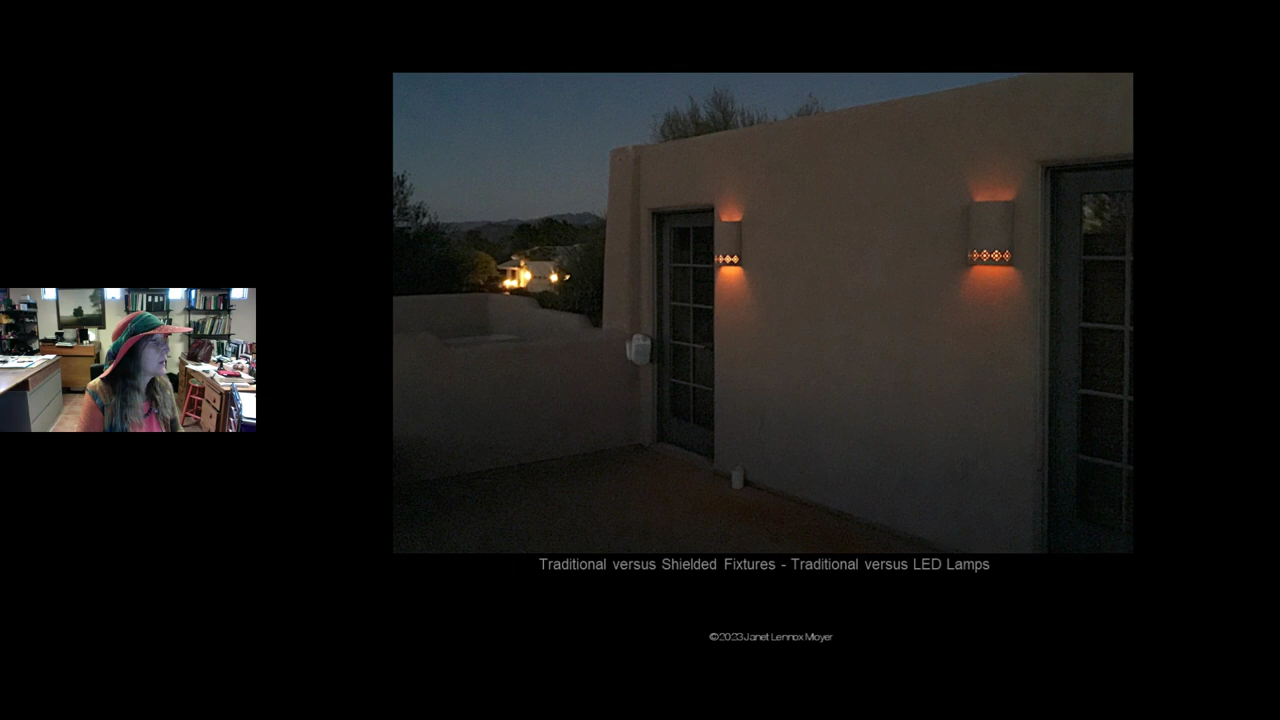 Traditional versus Shielded Fixtures - Traditional versus LED Lamps
©2023 Janet Lennox Moyer